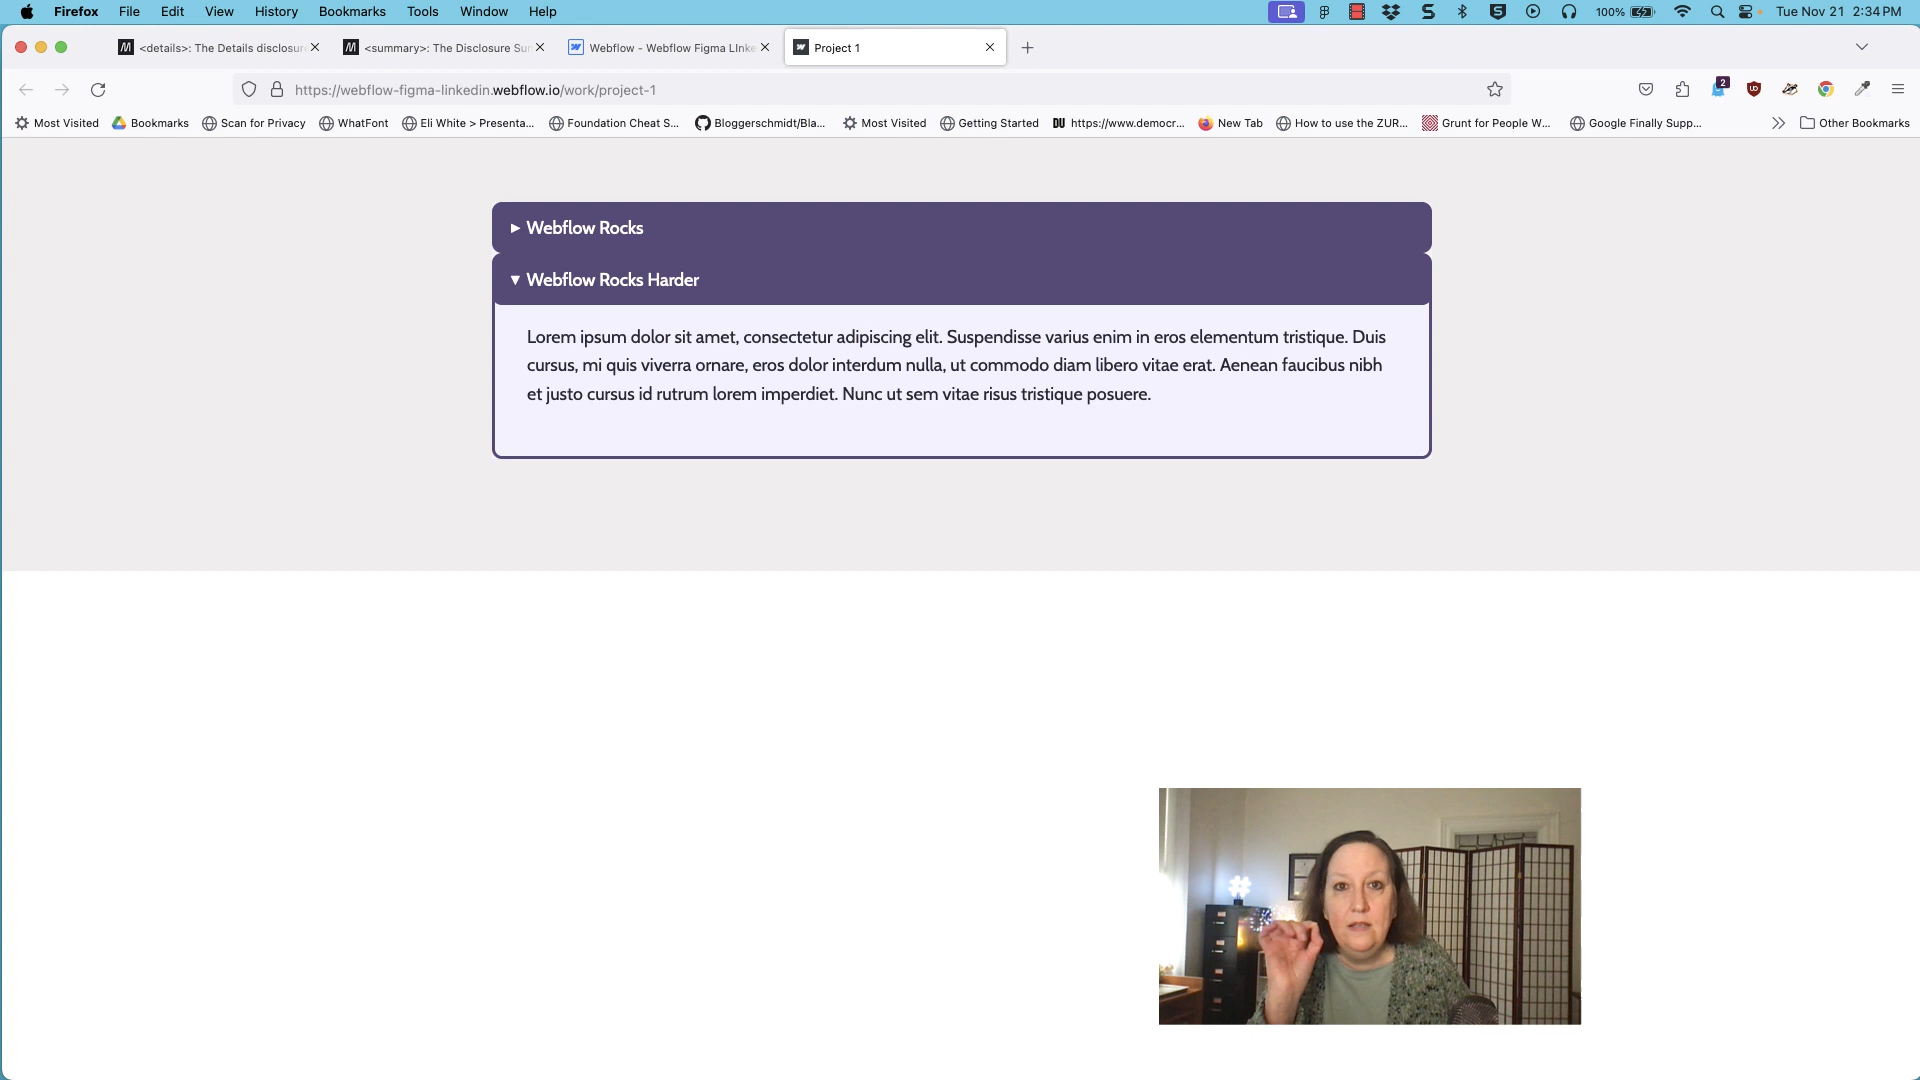 Firefox File Edit View History Bookmarks Tools Window Help 100% Tue Nov 21 2:34 PM
<details>: The Details disclosure <summary>: The Disclosure Su Webflow - Webflow Figma LInke Project 1
https://webflow-figma-linkedin.webflow.io/work/project-1 2
Most Visited Bookmarks Scan for Privacy WhatFont Eli White > Presenta... Foundation Cheat S... Bloggerschmidt/Bla... Most Visited Getting Started DU https://www.democr... New Tab How to use the ZUR... Grunt for People W... Google Finally Supp... Other Bookmarks
Webflow Rocks
Webflow Rocks Harder
Lorem ipsum dolor sit amet, consectetur adipiscing elit. Suspendisse varius enim in eros elementum tristique. Duis
cursus, mi quis viverra ornare, eros dolor interdum nulla, ut commodo diam libero vitae erat. Aenean faucibus nibh
et justo cursus id rutrum lorem imperdiet. Nunc ut sem vitae risus tristique posuere.